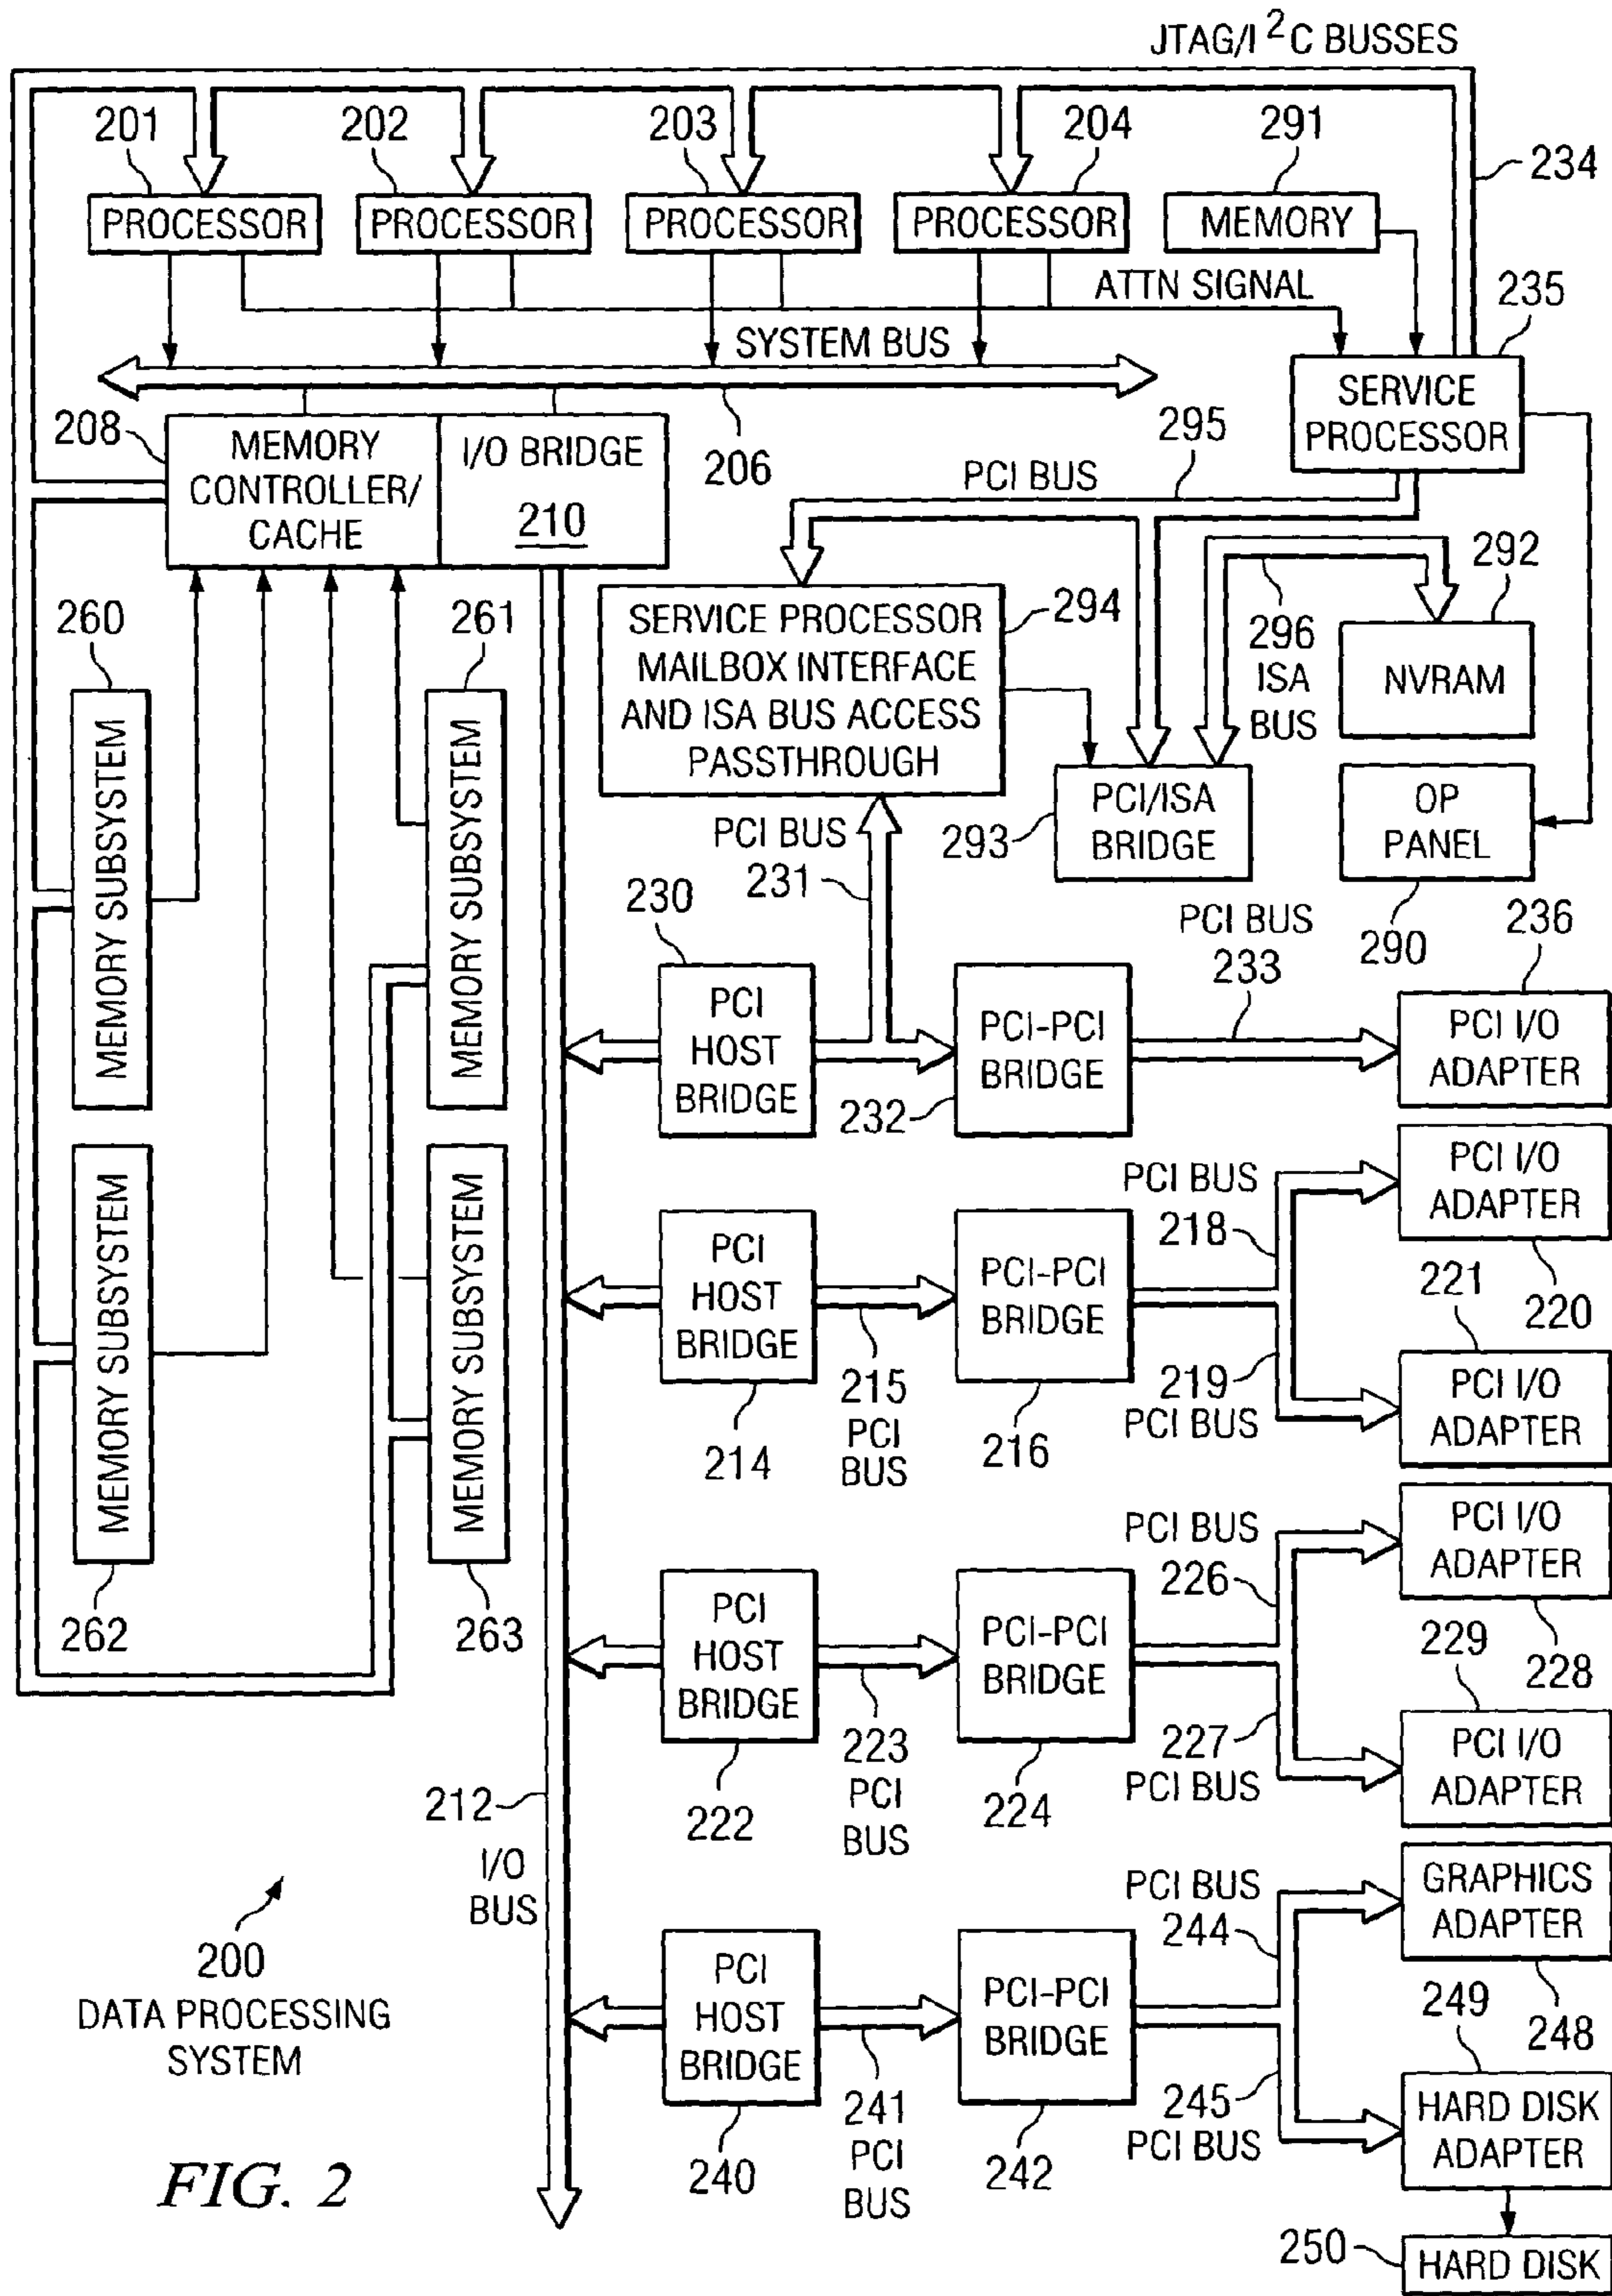 JTAG/I²C BUSSES
201
202
203
204
291
234
PROCESSOR
PROCESSOR
PROCESSOR
PROCESSOR
MEMORY
ATTN SIGNAL
235
SYSTEM BUS
SERVICE
PROCESSOR
208
MEMORY
CONTROLLER/
CACHE
I/O BRIDGE
210
206
295
PCI BUS
292
260
261
SERVICE PROCESSOR
MAILBOX INTERFACE
AND ISA BUS ACCESS
PASSTHROUGH
294
296
ISA
BUS
NVRAM
MEMORY SUBSYSTEM
MEMORY SUBSYSTEM
PCI BUS
231
293
PCI/ISA
BRIDGE
OP
PANEL
290
230
PCI BUS
233
236
PCI
HOST
BRIDGE
PCI-PCI
BRIDGE
232
PCI I/O
ADAPTER
MEMORY SUBSYSTEM
MEMORY SUBSYSTEM
262
263
PCI BUS
218
PCI I/O
ADAPTER
220
PCI
HOST
BRIDGE
214
215
PCI
BUS
PCI-PCI
BRIDGE
216
219
PCI BUS
221
PCI I/O
ADAPTER
PCI BUS
226
PCI I/O
ADAPTER
228
PCI
HOST
BRIDGE
222
223
PCI
BUS
PCI-PCI
BRIDGE
224
227
PCI BUS
229
PCI I/O
ADAPTER
212
I/O
BUS
PCI BUS
244
GRAPHICS
ADAPTER
248
PCI
HOST
BRIDGE
240
241
PCI
BUS
PCI-PCI
BRIDGE
242
245
PCI BUS
249
HARD DISK
ADAPTER
250
HARD DISK
200
DATA PROCESSING
SYSTEM
FIG. 2